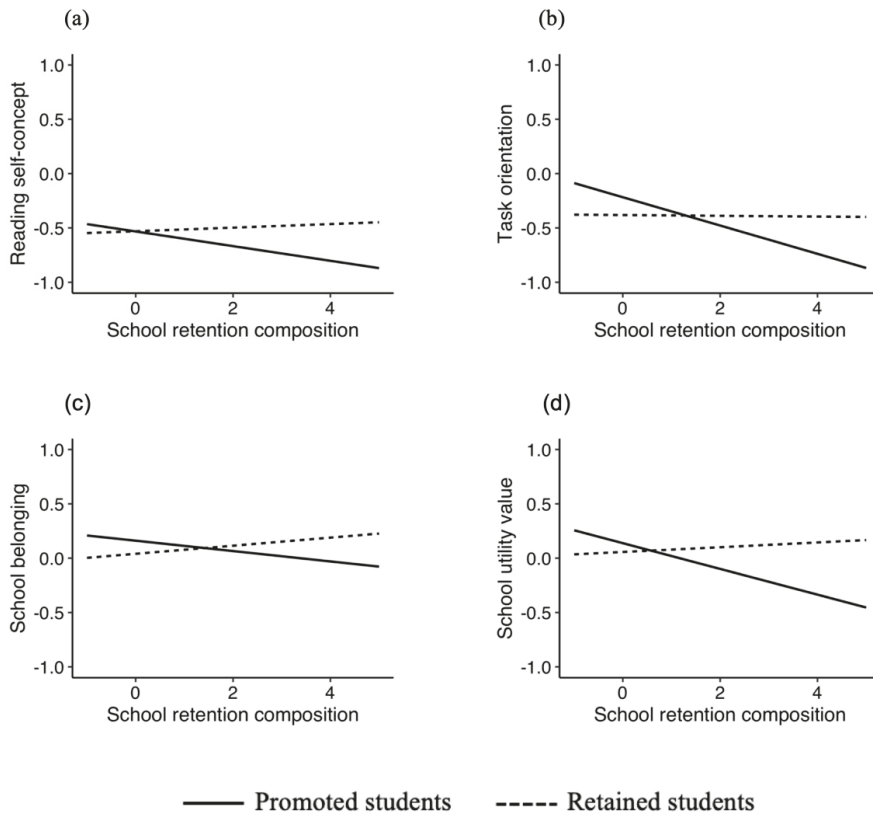 (a)
1.0
0.5
0.0
-0.5
-1.0
Reading self-concept
0 2 4
School retention composition
(b)
1.0
0.5
0.0
-0.5
-1.0
Task orientation
0 2 4
School retention composition
(c)
1.0
0.5
0.0
-0.5
-1.0
School belonging
0 2 4
School retention composition
(d)
1.0
0.5
0.0
-0.5
-1.0
School utility value
0 2 4
School retention composition
Promoted students Retained students